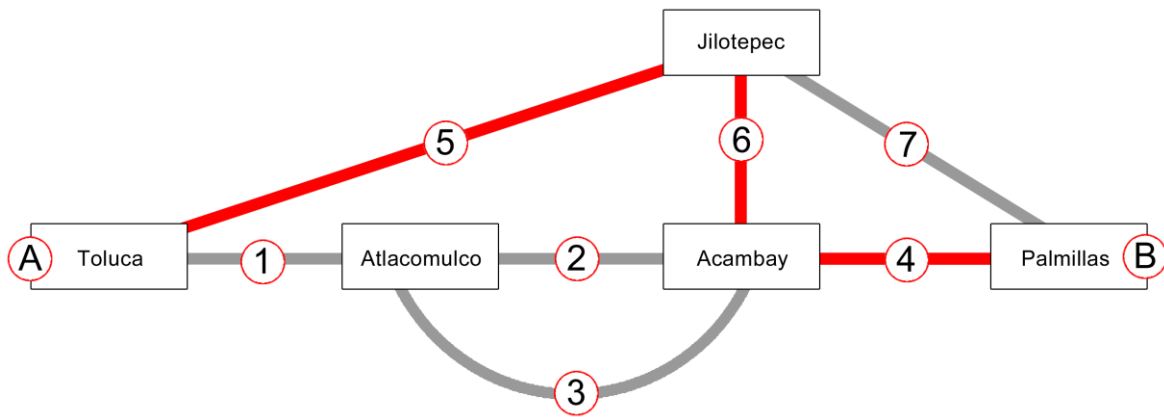 Jilotepec
5
6
7
A
Toluca
1
Atlacomulco
2
Acambay
4
Palmillas
B
3